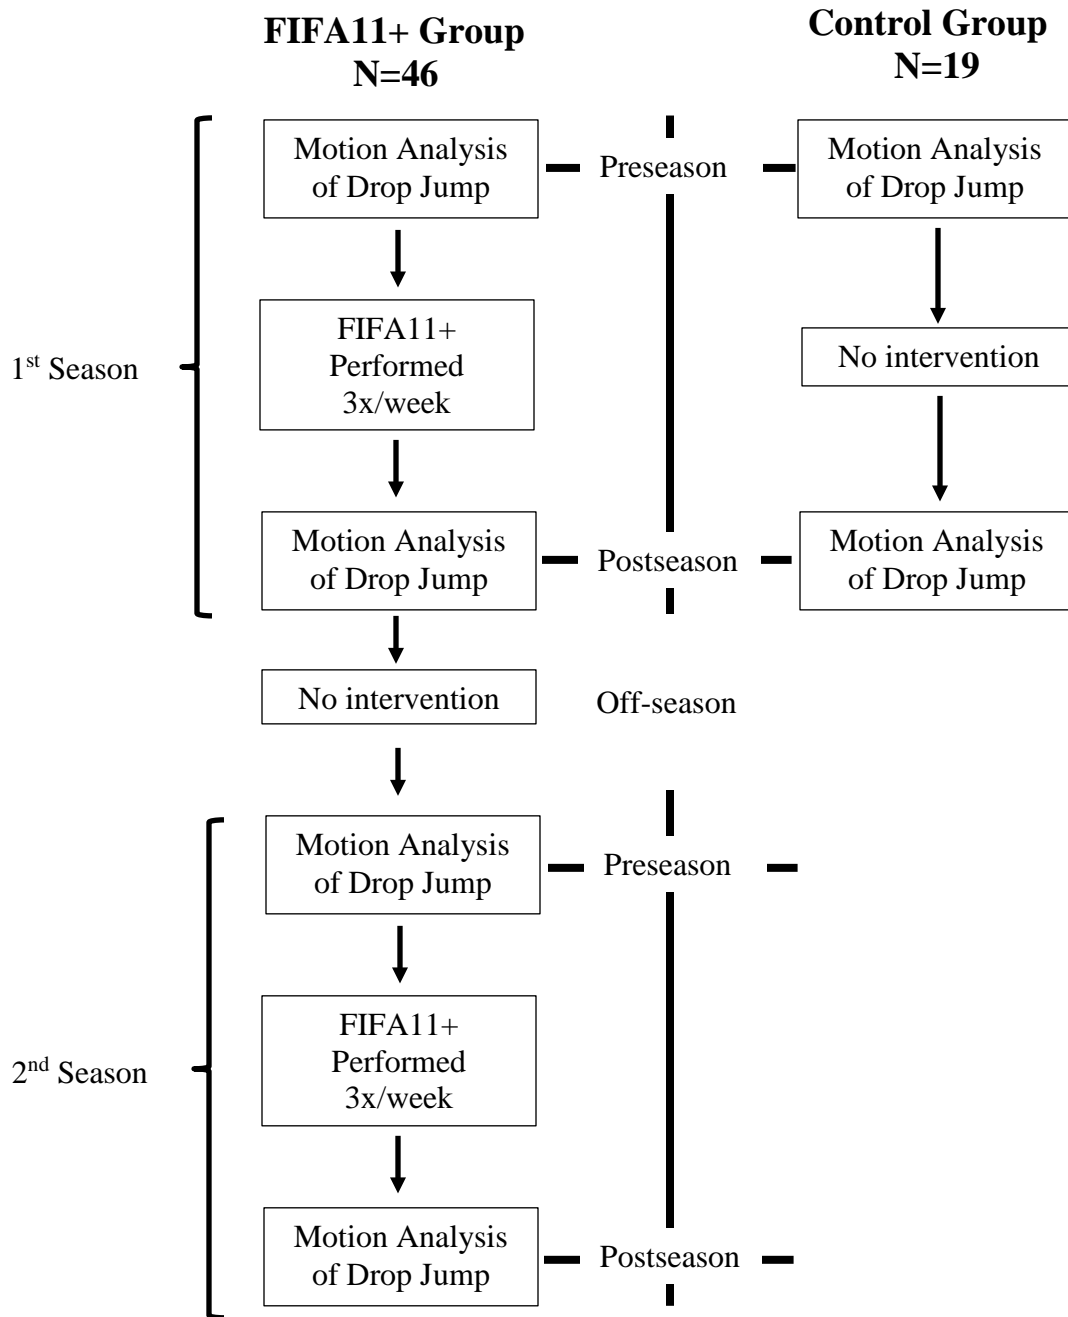 FIFA11+ Group
N=46
Control Group
N=19
Motion Analysis
of Drop Jump
Preseason
Motion Analysis
of Drop Jump
1st Season
FIFA11+
Performed
3x/week
No intervention
Motion Analysis
of Drop Jump
Postseason
Motion Analysis
of Drop Jump
No intervention
Off-season
Motion Analysis
of Drop Jump
Preseason
2nd Season
FIFA11+
Performed
3x/week
Motion Analysis
of Drop Jump
Postseason